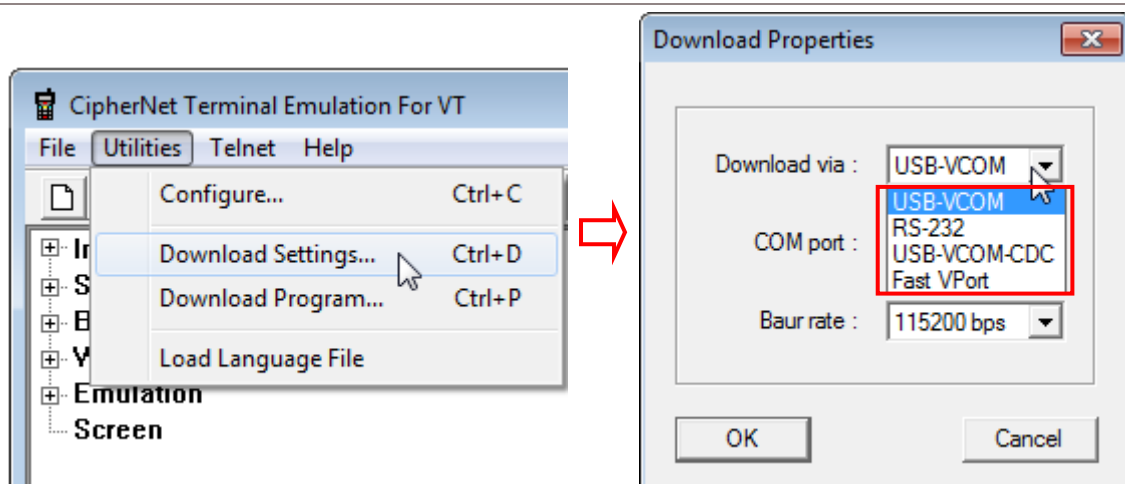 CipherNet Terminal Emulation For VT
File Utilities Telnet Help
Configure... Ctrl+C
Download Settings... Ctrl+D
Download Program... Ctrl+P
Load Language File
Emulation
Screen
Download Properties
Download via : USB-VCOM
USB-VCOM
RS-232
COM port : USB-VCOM-CDC
Fast VPort
Baur rate : 115200 bps
OK Cancel